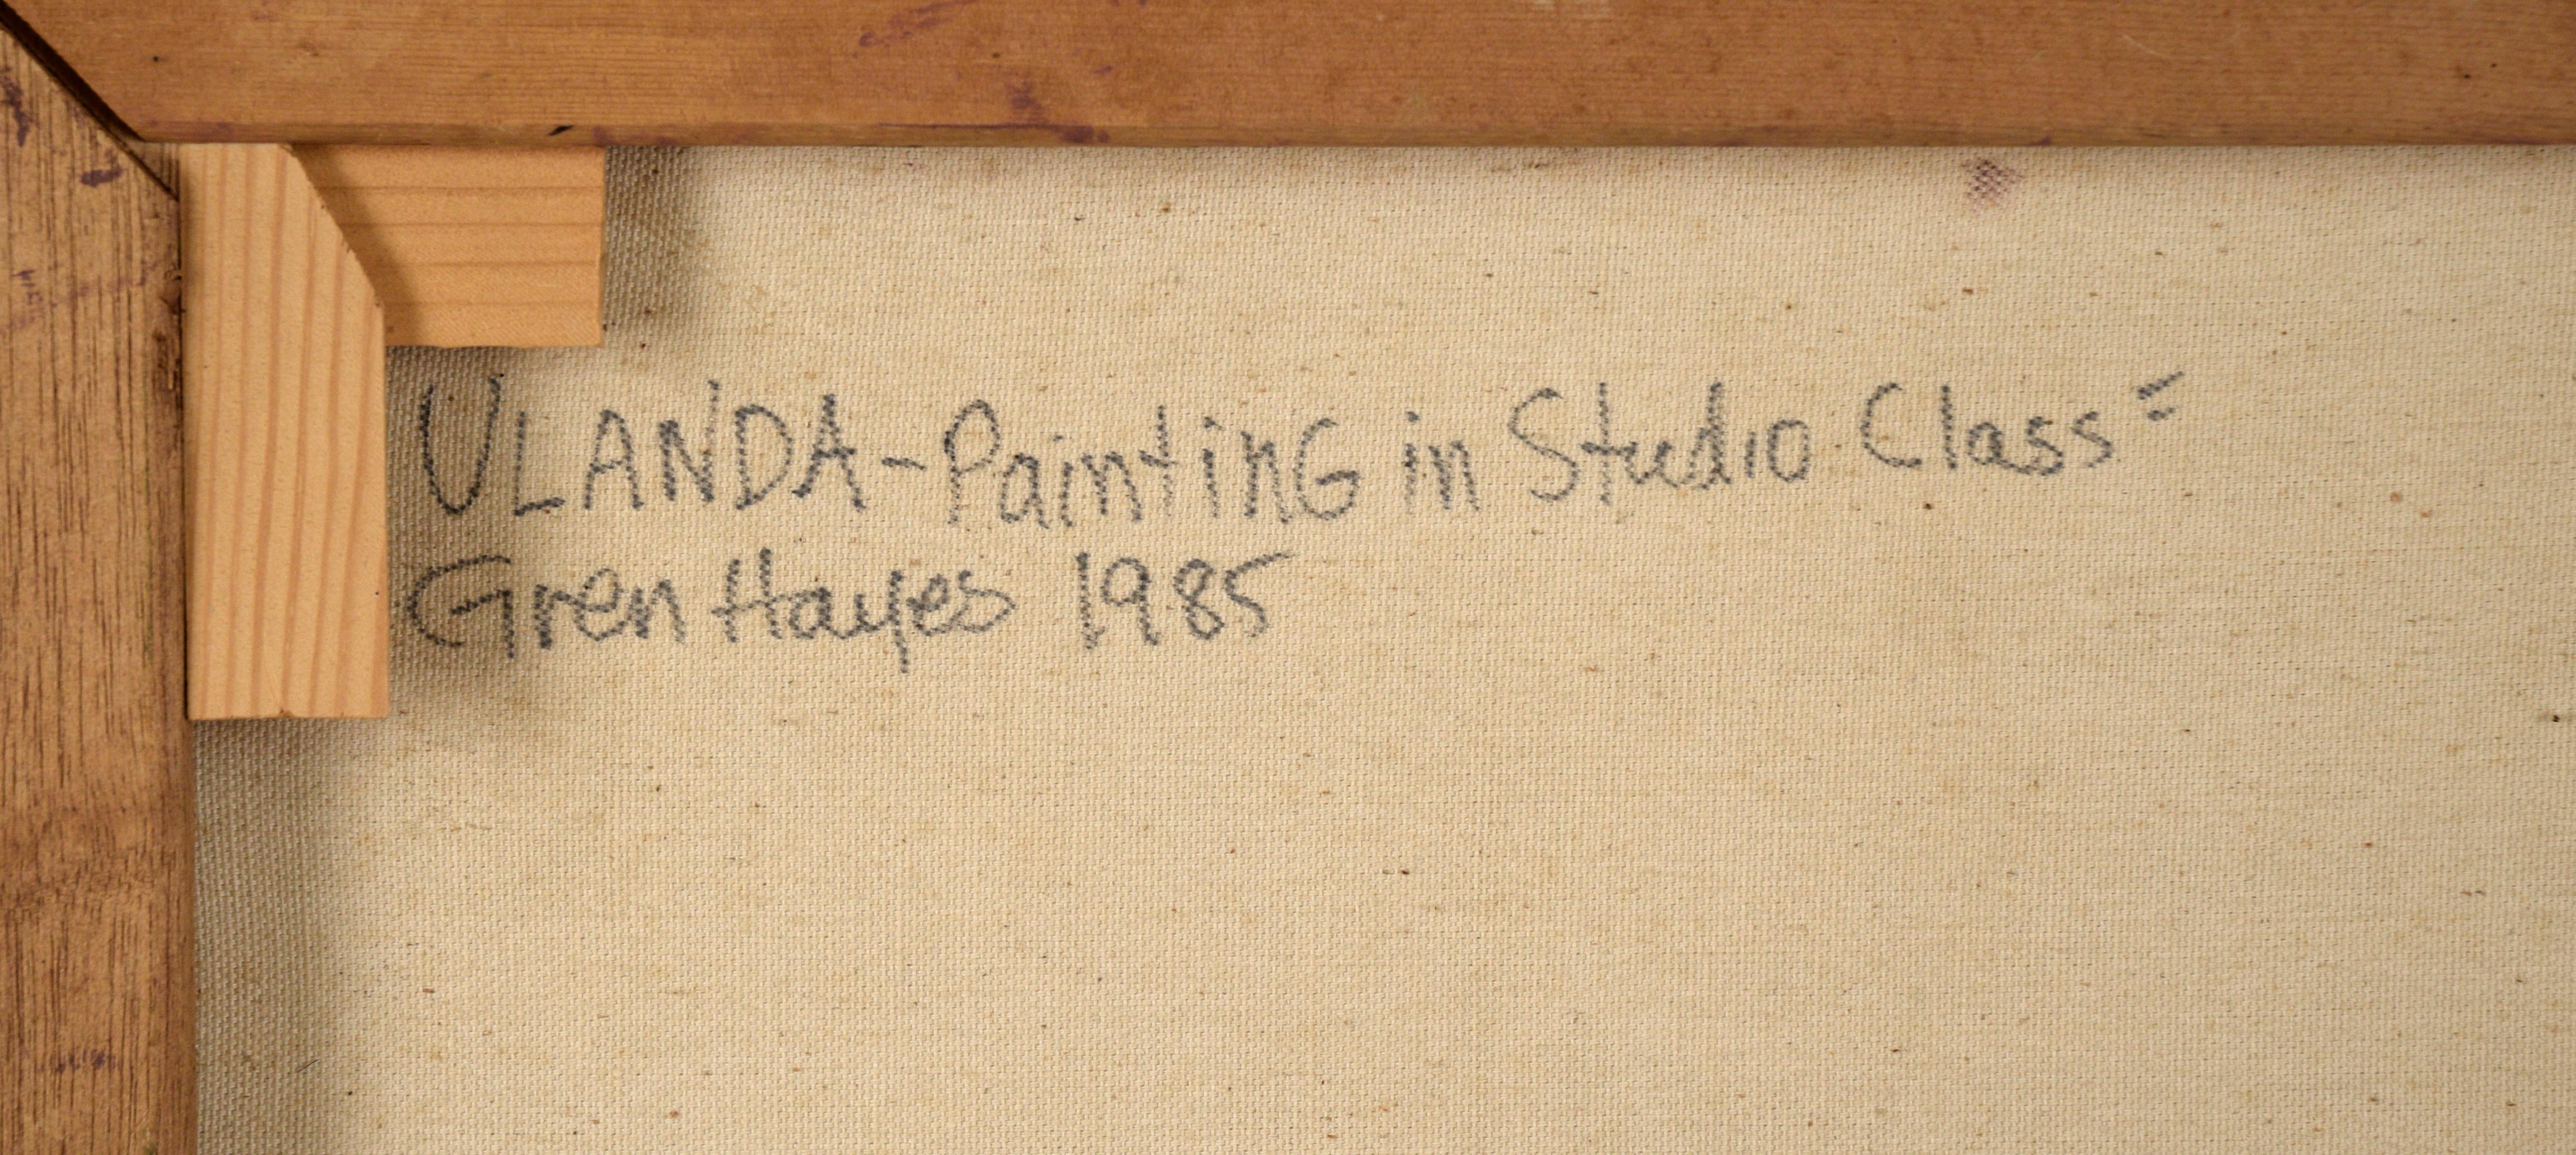 ULANDA-PaintinG in Studio Class=
Gren Hayes 1985